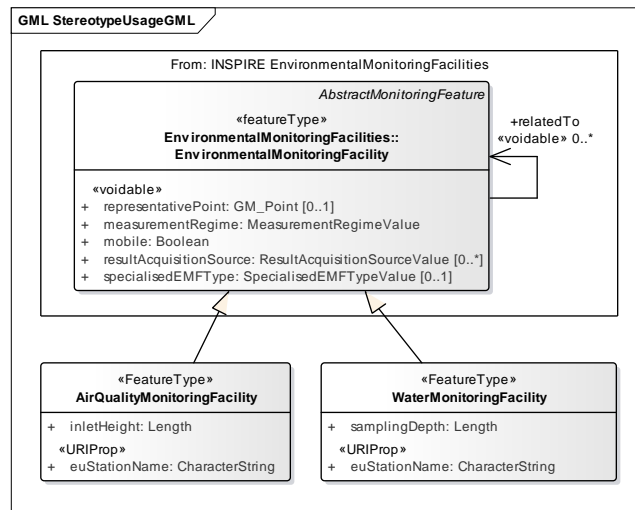 GML StereotypeUsageGML
From: INSPIRE EnvironmentalMonitoringFacilities
AbstractMonitoringFeature
«featureType»
EnvironmentalMonitoringFacilities::
EnvironmentalMonitoringFacility
«voidable»
+ representativePoint: GM_Point [0..1]
+ measurementRegime: MeasurementRegimeValue
+ mobile: Boolean
+ resultAcquisitionSource: ResultAcquisitionSourceValue [0..*]
+ specialisedEMFType: SpecialisedEMFTypeValue [0..1]
+relatedTo
«voidable» 0..*
«FeatureType»
AirQualityMonitoringFacility
+ inletHeight: Length
«URIProp»
+ euStationName: CharacterString
«FeatureType»
WaterMonitoringFacility
+ samplingDepth: Length
«URIProp»
+ euStationName: CharacterString